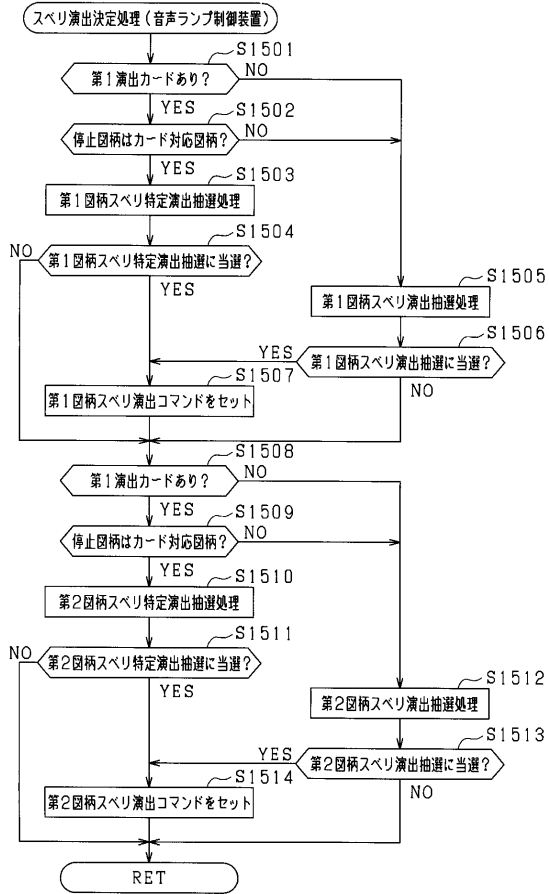 スベリ演出決定処理（音声ランプ制御装置）
S1501
第1演出カードあり？
NO
YES
S1502
停止図柄はカード対応図柄？
NO
YES
S1503
第1図柄スベリ特定演出抽選処理
S1504
NO
第1図柄スベリ特定演出抽選に当選？
YES
S1505
第1図柄スベリ演出抽選処理
S1506
YES
第1図柄スベリ演出抽選に当選？
NO
S1507
第1図柄スベリ演出コマンドをセット
S1508
第1演出カードあり？
NO
YES
S1509
停止図柄はカード対応図柄？
NO
YES
S1510
第2図柄スベリ特定演出抽選処理
S1511
NO
第2図柄スベリ特定演出抽選に当選？
YES
S1512
第2図柄スベリ演出抽選処理
S1513
YES
第2図柄スベリ演出抽選に当選？
NO
S1514
第2図柄スベリ演出コマンドをセット
RET